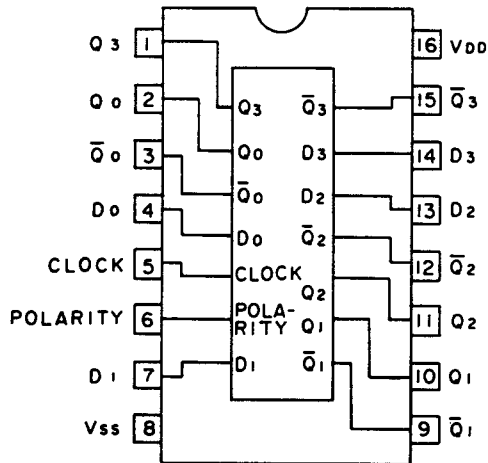 Q3 1 16 VDD
Q0 2 Q3 Q̅3 15 Q̅3
Q̅0 3 Q0 D3 14 D3
D0 4 Q̅0 D2 13 D2
CLOCK 5 D0 Q̅2 12 Q̅2
CLOCK Q2
POLARITY 6 POLA-
RITY Q1 11 Q2
D1 7 D1 Q̅1 10 Q1
VSS 8 9 Q̅1